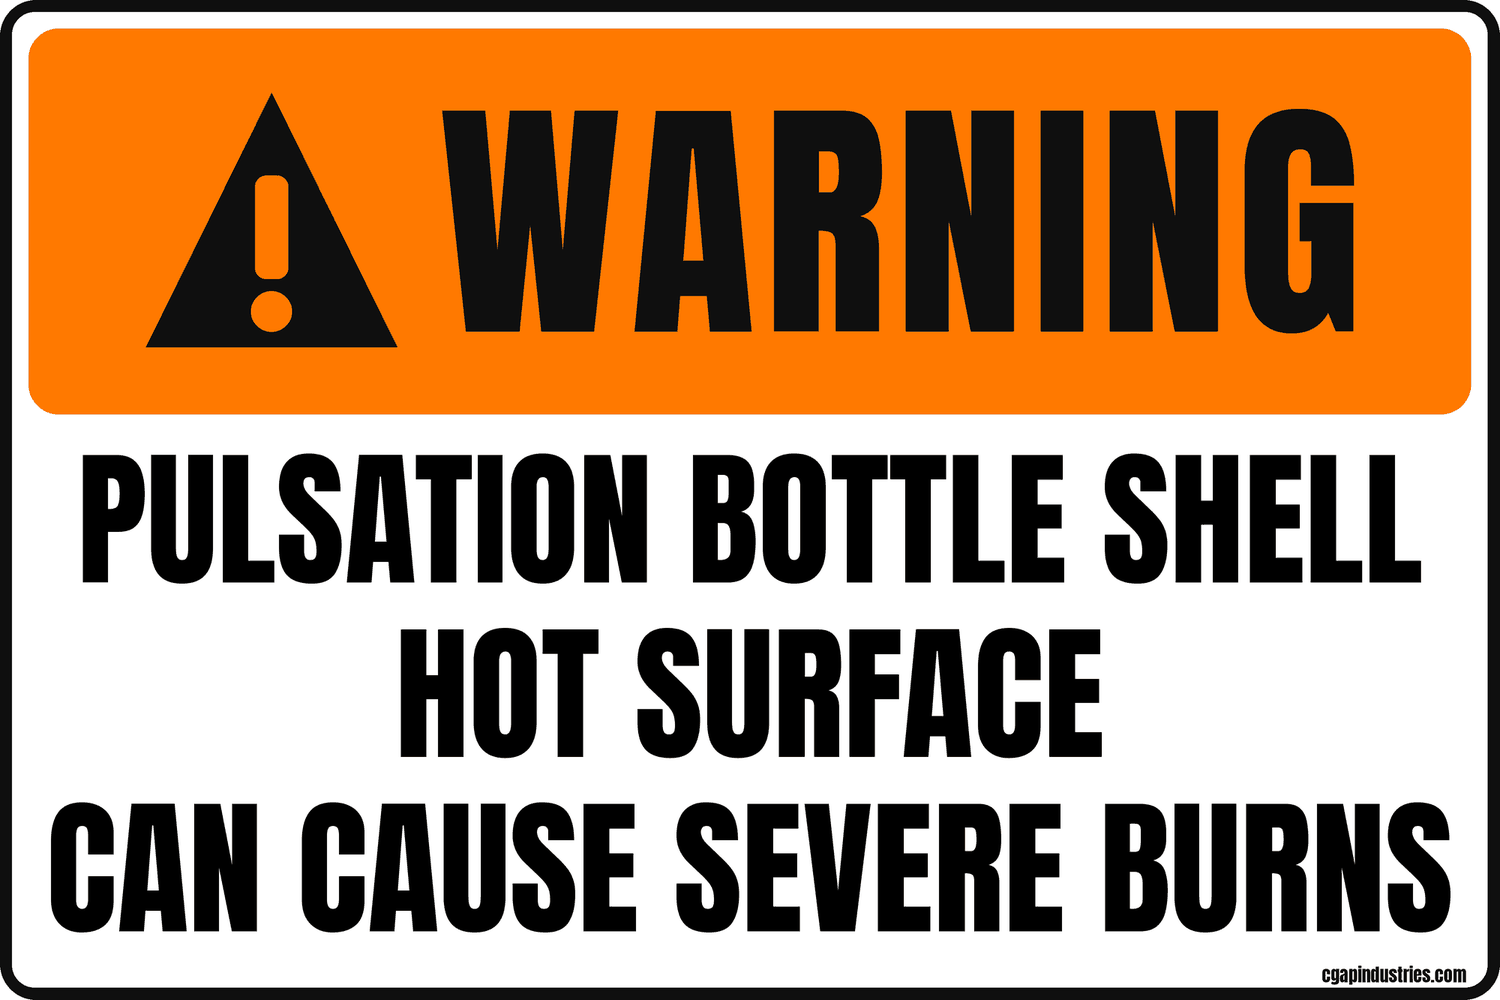 WARNING
PULSATION BOTTLE SHELL
HOT SURFACE
CAN CAUSE SEVERE BURNS
cgapindustries.com